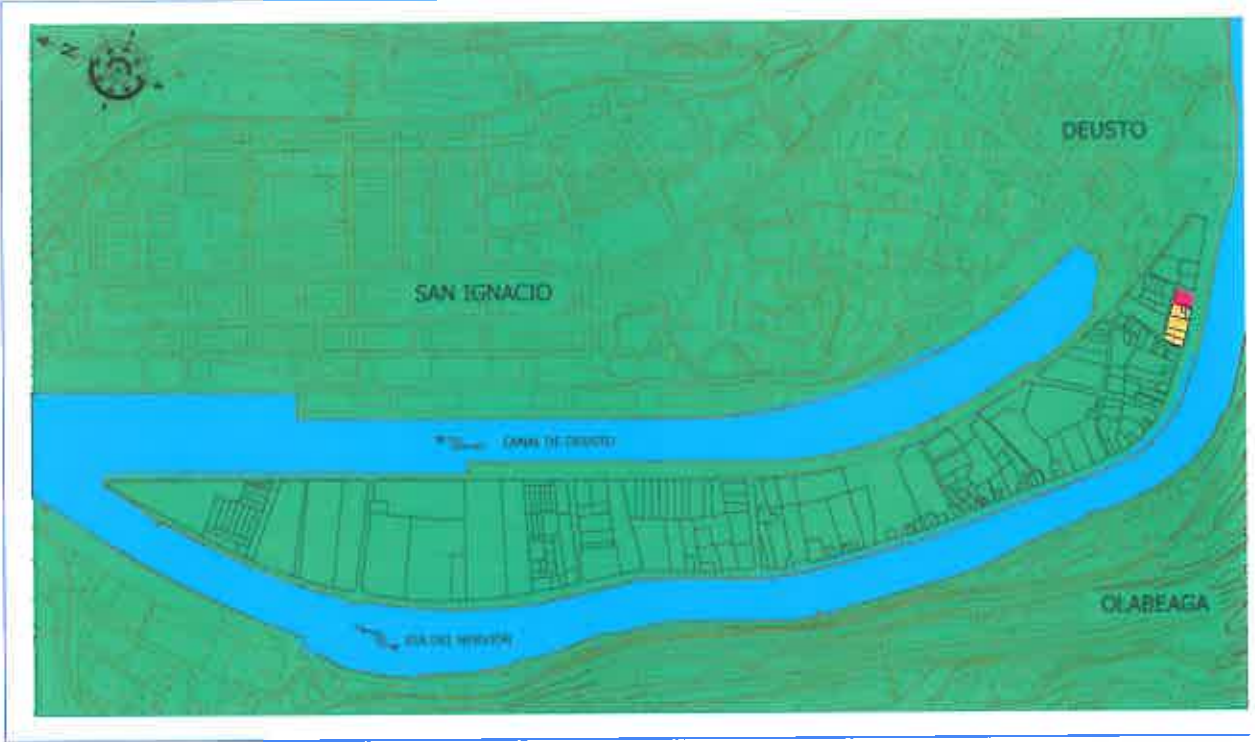 N
DEUSTO
SAN IGNACIO
CANAL DE DEUSTO
OLABEAGA
RIA DEL NERVION